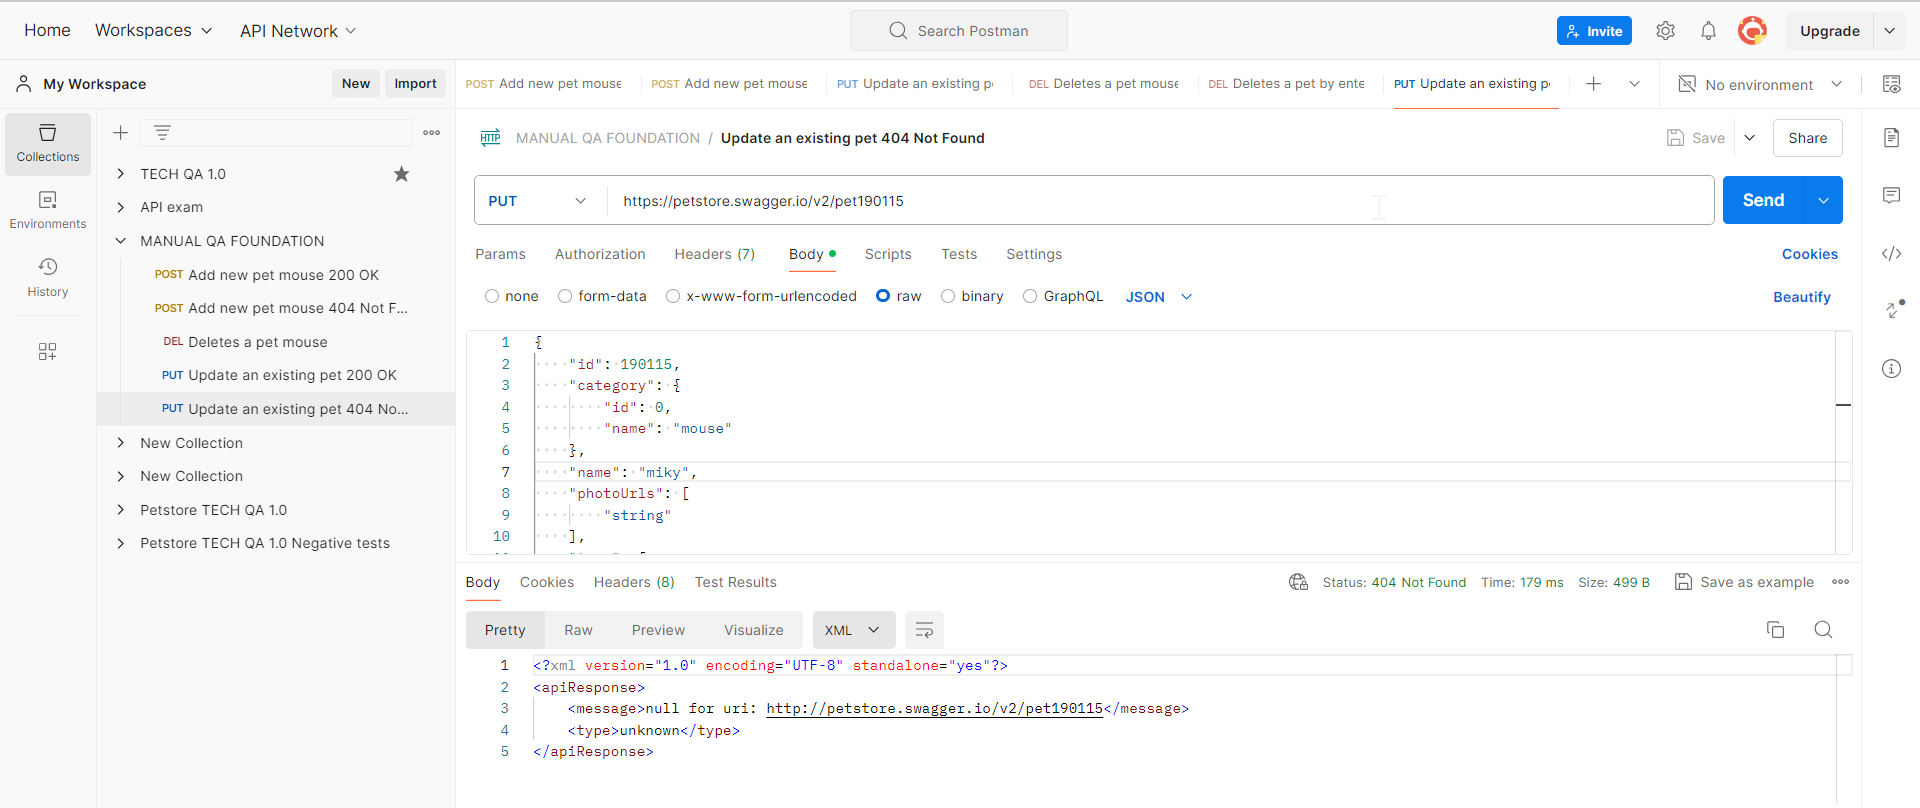 Home Workspaces API Network Search Postman Invite Upgrade
My Workspace New Import POST Add new pet mouse POST Add new pet mouse PUT Update an existing p DEL Deletes a pet mouse DEL Deletes a pet by ente PUT Update an existing p No environment
Collections
Environments
History
TECH QA 1.0
API exam
MANUAL QA FOUNDATION
POST Add new pet mouse 200 OK
POST Add new pet mouse 404 Not F...
DEL Deletes a pet mouse
PUT Update an existing pet 200 OK
PUT Update an existing pet 404 No...
New Collection
New Collection
Petstore TECH QA 1.0
Petstore TECH QA 1.0 Negative tests
HTTP MANUAL QA FOUNDATION / Update an existing pet 404 Not Found Save Share
PUT https://petstore.swagger.io/v2/pet190115 Send
Params Authorization Headers (7) Body Scripts Tests Settings Cookies
none form-data x-www-form-urlencoded raw binary GraphQL JSON Beautify
1 {
2 "id": 190115,
3 "category": {
4 "id": 0,
5 "name": "mouse"
6 },
7 "name": "miky",
8 "photoUrls": [
9 "string"
10 ],
Body Cookies Headers (8) Test Results Status: 404 Not Found Time: 179 ms Size: 499 B Save as example
Pretty Raw Preview Visualize XML
1 <?xml version="1.0" encoding="UTF-8" standalone="yes"?>
2 <apiResponse>
3 <message>null for uri: http://petstore.swagger.io/v2/pet190115</message>
4 <type>unknown</type>
5 </apiResponse>